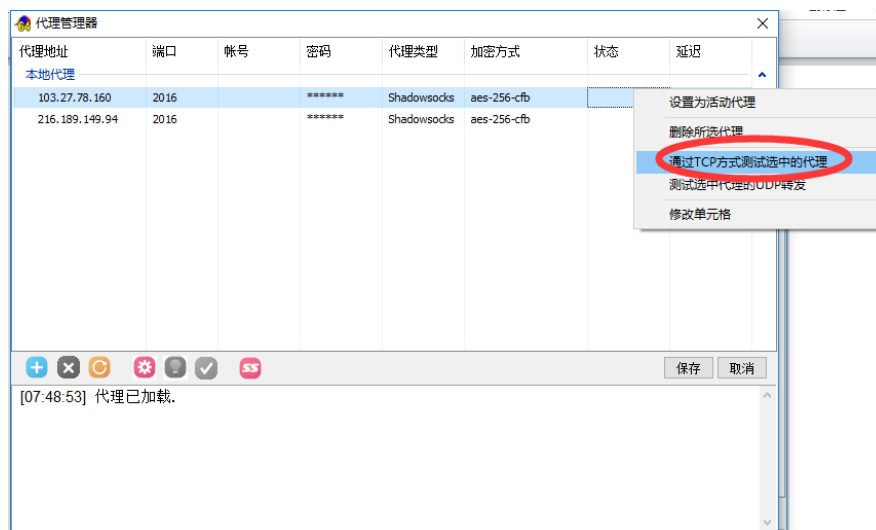 代理管理器
代理地址 端口 帐号 密码 代理类型 加密方式 状态 延迟
本地代理
103.27.78.160 2016 ****** Shadowsocks aes-256-cfb
216.189.149.94 2016 ****** Shadowsocks aes-256-cfb
设置为活动代理
删除所选代理
通过TCP方式测试选中的代理
测试选中代理的UDP转发
修改单元格
ss
保存 取消
[07:48:53] 代理已加载.